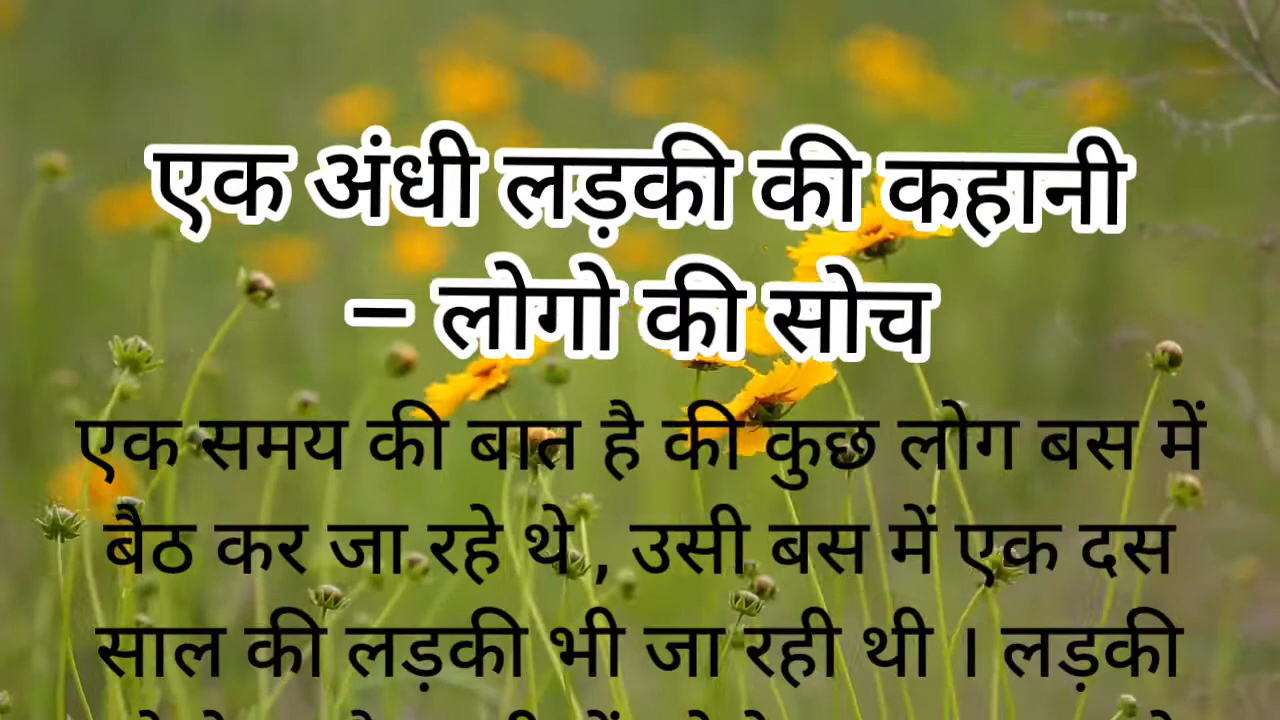 एक अंधी लड़की की कहानी
– लोगो की सोच
एक समय की बात है की कुछ लोग बस में
बैठ कर जा रहे थे , उसी बस में एक दस
साल की लड़की भी जा रही थी । लड़की